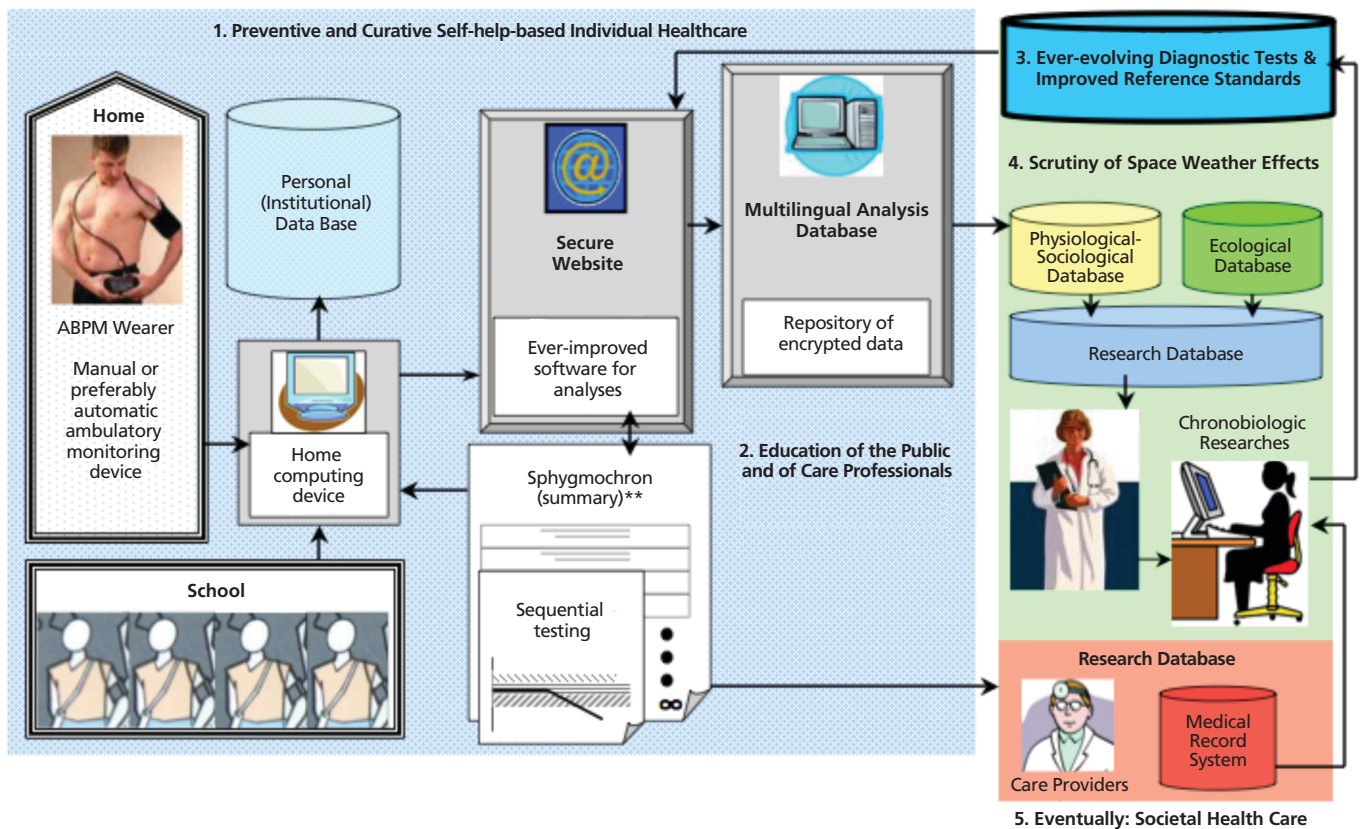 1. Preventive and Curative Self-help-based Individual Healthcare
Home
ABPM Wearer
Manual or
preferably
automatic
ambulatory
monitoring
device
Personal
(Institutional)
Data Base
Home
computing
device
School
@
Secure
Website
Ever-improved
software for
analyses
Multilingual Analysis
Database
Repository of
encrypted data
Sphygmochron
(summary)**
Sequential
testing
∞
2. Education of the Public
and of Care Professionals
3. Ever-evolving Diagnostic Tests &
Improved Reference Standards
4. Scrutiny of Space Weather Effects
Physiological-
Sociological
Database
Ecological
Database
Research Database
Chronobiologic
Researches
Research Database
Care Providers
Medical
Record
System
5. Eventually: Societal Health Care